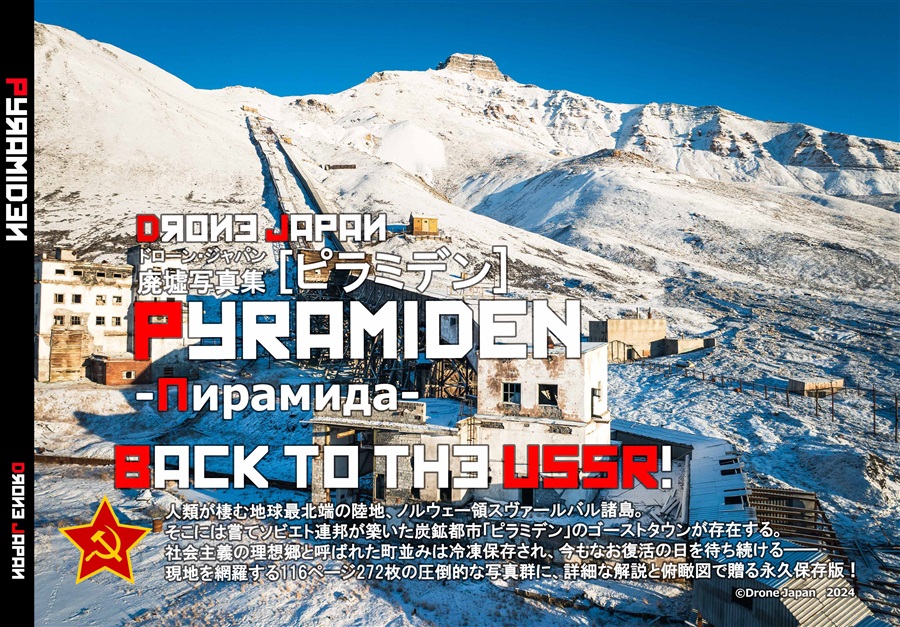 PYRAMIDEN
DRONE JAPAN
DRONE JAPAN
ドローン・ジャパン
廃墟写真集 [ピラミデン]
PYRAMIDEN
-Пирамида-
BACK TO THE USSR!
人類が棲む地球最北端の陸地、ノルウェー領スヴァールバル諸島。
そこには嘗てソビエト連邦が築いた炭鉱都市「ピラミデン」のゴーストタウンが存在する。
社会主義の理想郷と呼ばれた町並みは冷凍保存され、今もなお復活の日を待ち続ける――
現地を網羅する116ページ272枚の圧倒的な写真群に、詳細な解説と俯瞰図で贈る永久保存版！
©Drone Japan 2024